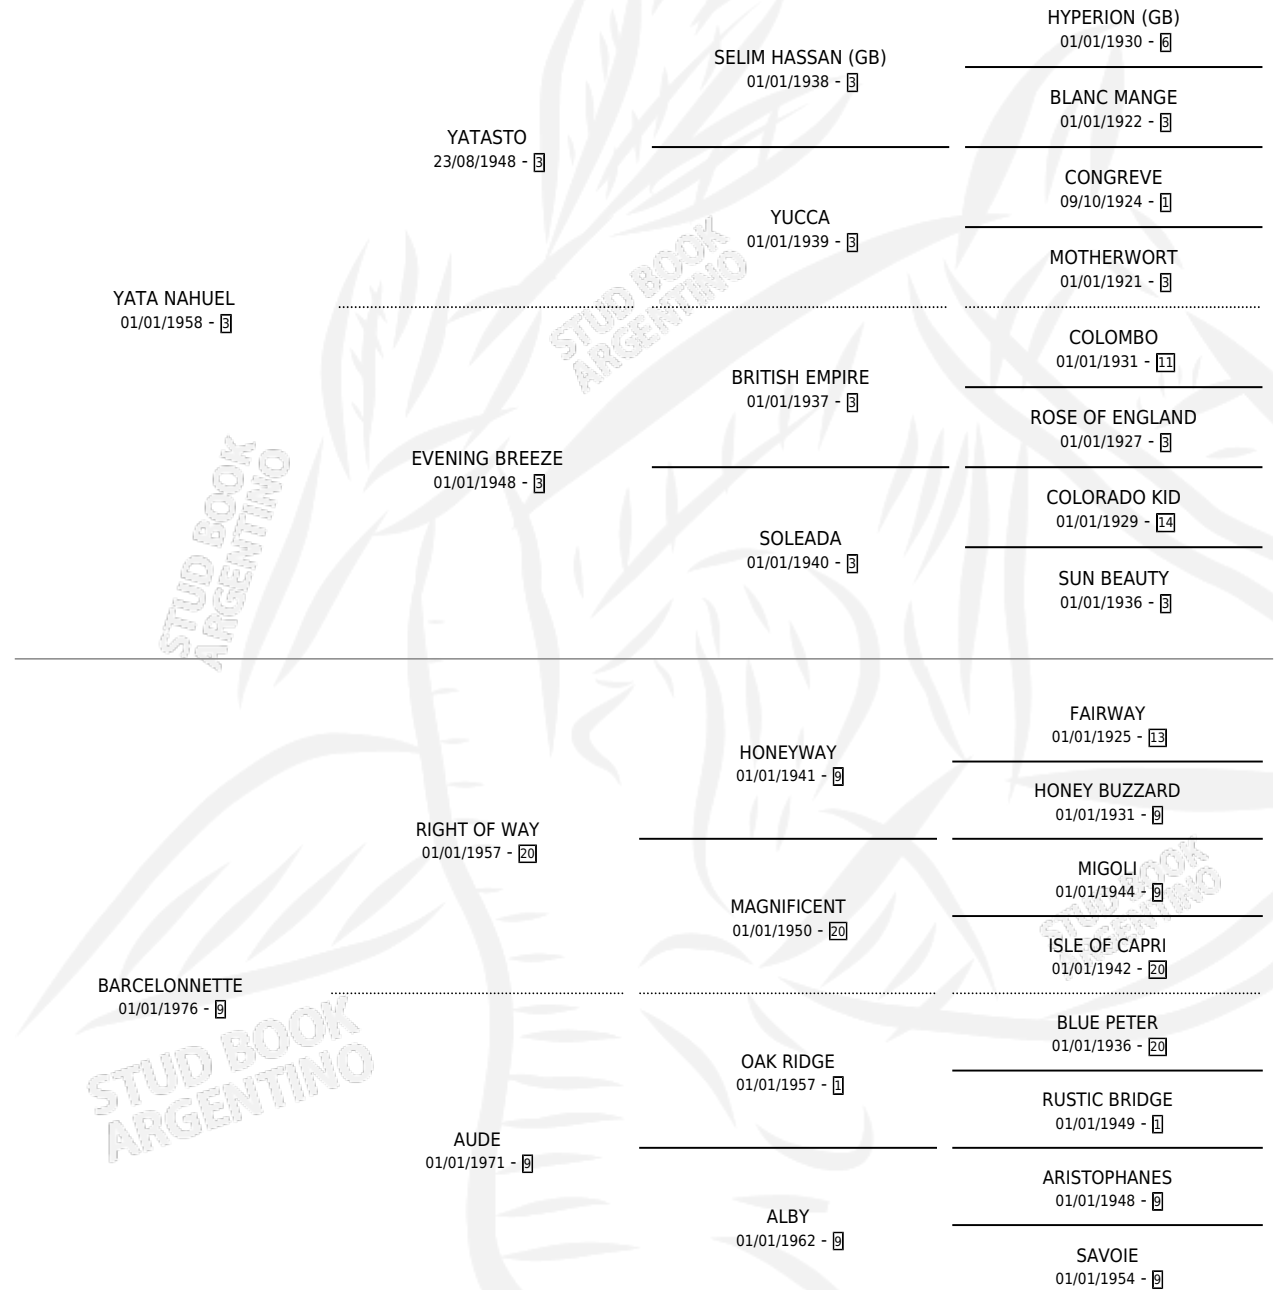 HYPERION (GB)
01/01/1930 - 6
SELIM HASSAN (GB)
01/01/1938 - 3
BLANC MANGE
01/01/1922 - 3
YATASTO
23/08/1948 - 3
CONGREVE
09/10/1924 - 1
YUCCA
01/01/1939 - 3
MOTHERWORT
01/01/1921 - 3
YATA NAHUEL
01/01/1958 - 3
COLOMBO
01/01/1931 - 11
BRITISH EMPIRE
01/01/1937 - 3
ROSE OF ENGLAND
01/01/1927 - 3
EVENING BREEZE
01/01/1948 - 3
COLORADO KID
01/01/1929 - 14
SOLEADA
01/01/1940 - 3
SUN BEAUTY
01/01/1936 - 3
STUD BOOK
ARGENTINO
STUD BOOK
ARGENTINO
FAIRWAY
01/01/1925 - 13
HONEYWAY
01/01/1941 - 9
HONEY BUZZARD
01/01/1931 - 9
RIGHT OF WAY
01/01/1957 - 20
MIGOLI
01/01/1944 - 9
MAGNIFICENT
01/01/1950 - 20
ISLE OF CAPRI
01/01/1942 - 20
BARCELONNETTE
01/01/1976 - 9
BLUE PETER
01/01/1936 - 20
OAK RIDGE
01/01/1957 - 1
RUSTIC BRIDGE
01/01/1949 - 1
AUDE
01/01/1971 - 9
ARISTOPHANES
01/01/1948 - 9
ALBY
01/01/1962 - 9
SAVOIE
01/01/1954 - 9
STUD BOOK
ARGENTINO
STUD BOOK
ARGENTINO